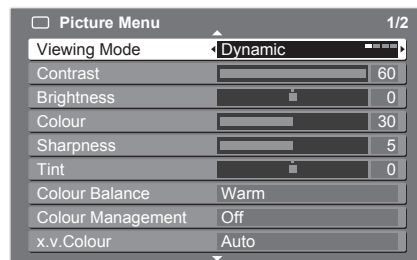 Picture Menu 1/2
Viewing Mode Dynamic
Contrast 60
Brightness 0
Colour 30
Sharpness 5
Tint 0
Colour Balance Warm
Colour Management Off
x.v.Colour Auto